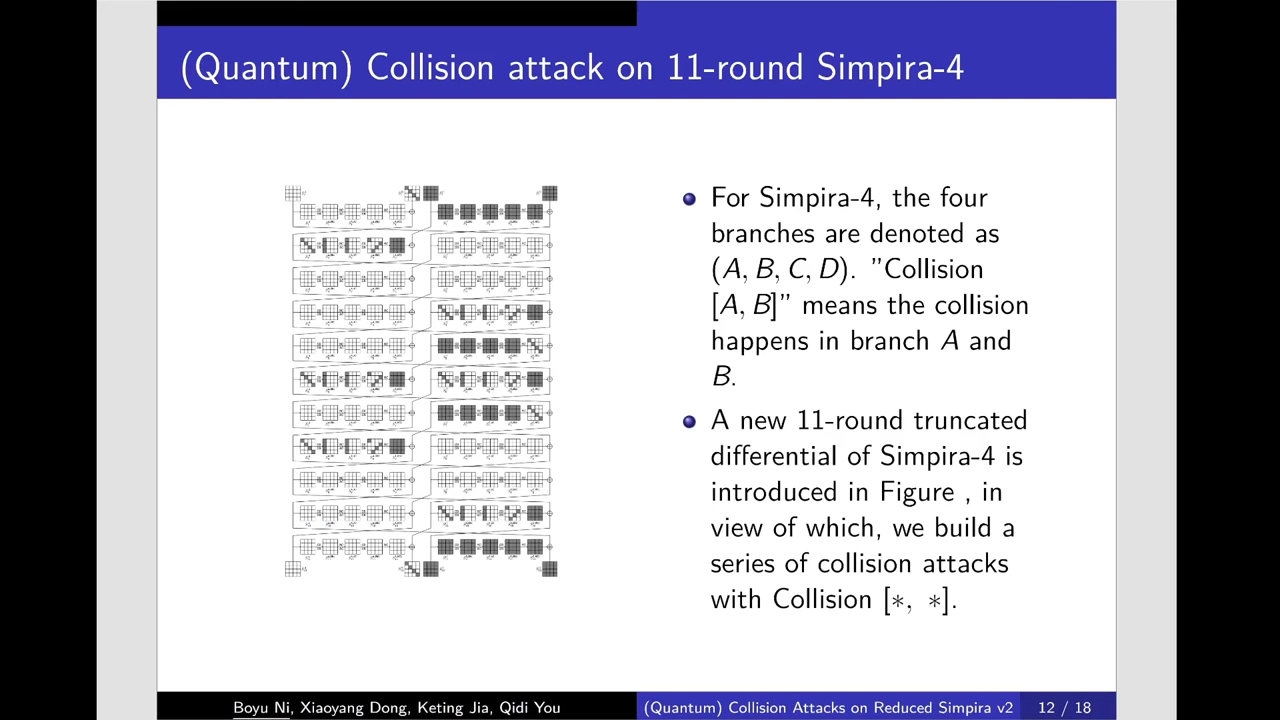 (Quantum) Collision attack on 11-round Simpira-4
For Simpira-4, the four
branches are denoted as
(A, B, C, D). ”Collision
[A, B]” means the collision
happens in branch A and
B.
A new 11-round truncated
differential of Simpira-4 is
introduced in Figure , in
view of which, we build a
series of collision attacks
with Collision [∗, ∗].
Boyu Ni, Xiaoyang Dong, Keting Jia, Qidi You
(Quantum) Collision Attacks on Reduced Simpira v2
12 / 18